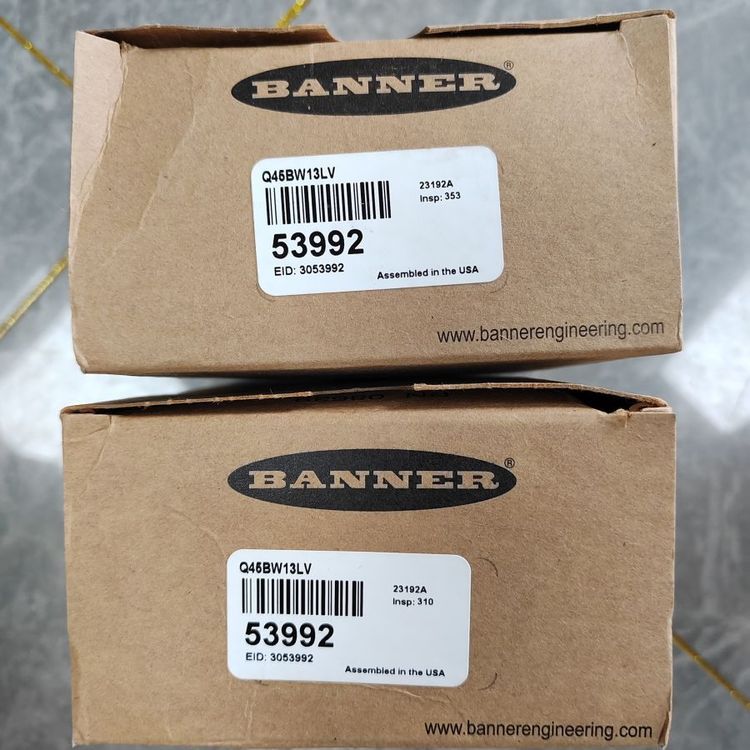 BANNER®
Q45BW13LV
23192A
Insp: 353
53992
EID: 3053992
Assembled in the USA
www.bannerengineering.com
BANNER®
Q45BW13LV
23192A
Insp: 310
53992
EID: 3053992
Assembled in the USA
www.bannerengineering.com